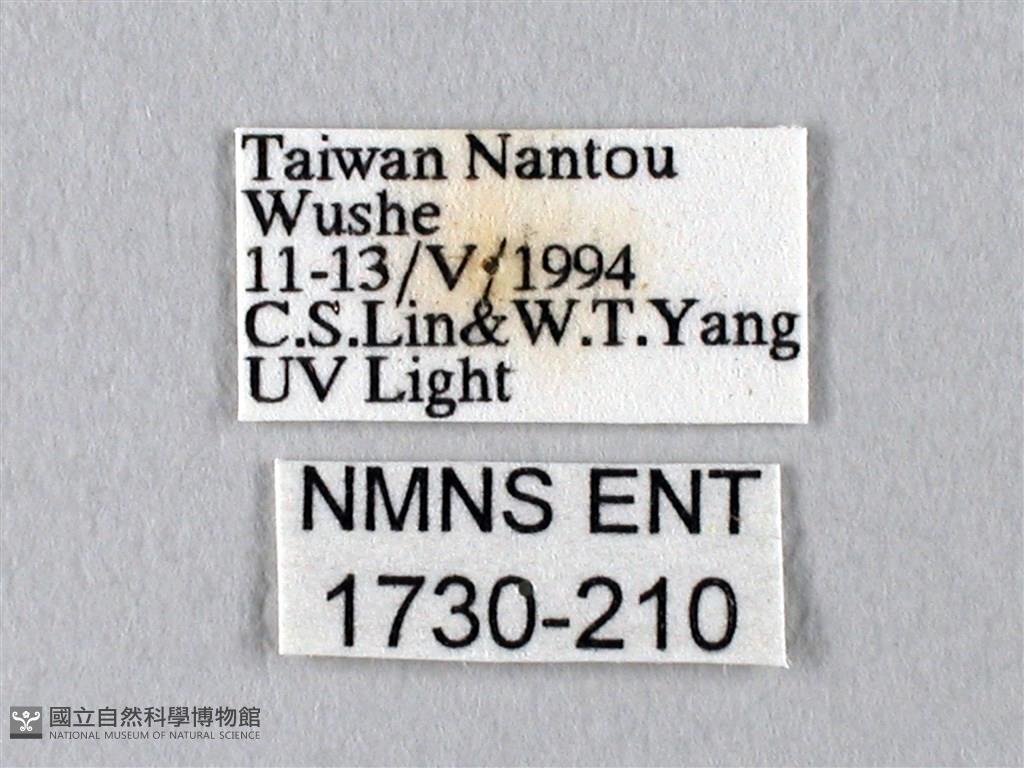 Taiwan Nantou
Wushe
11-13/V/1994
C.S.Lin&W.T.Yang
UV Light
NMNS ENT
1730-210
國立自然科學博物館
NATIONAL MUSEUM OF NATURAL SCIENCE